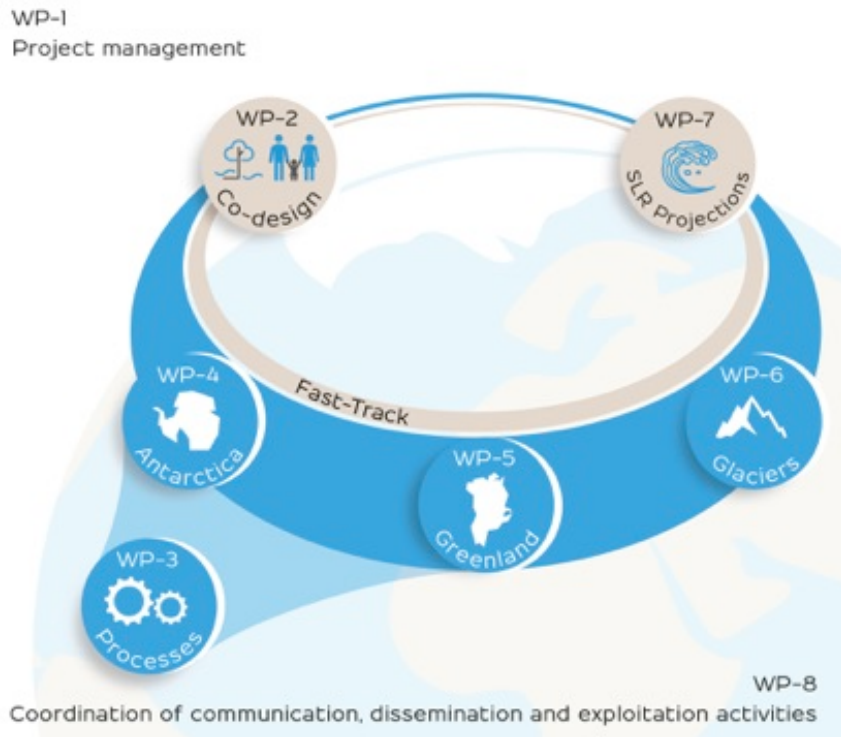 WP-1
Project management
WP-2
Co-design
WP-7
SLR Projections
WP-4
Antarctica
Fast-Track
WP-6
Glaciers
WP-5
Greenland
WP-3
Processes
WP-8
Coordination of communication, dissemination and exploitation activities